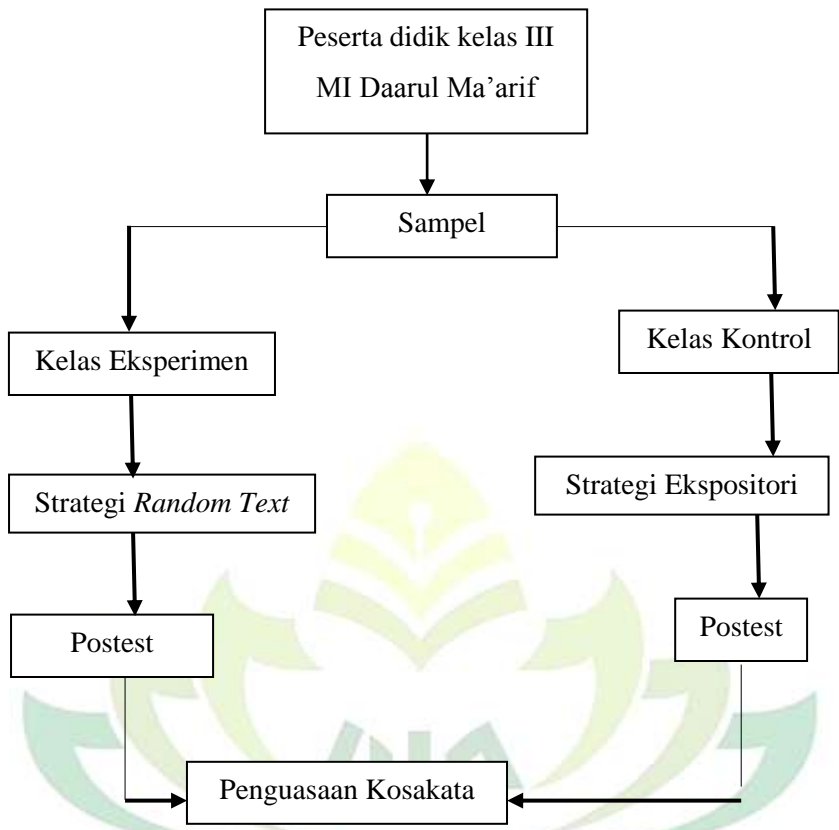 Peserta didik kelas III
MI Daarul Ma’arif
Sampel
Kelas Eksperimen
Kelas Kontrol
Strategi Random Text
Strategi Ekspositori
Postest
Postest
Penguasaan Kosakata